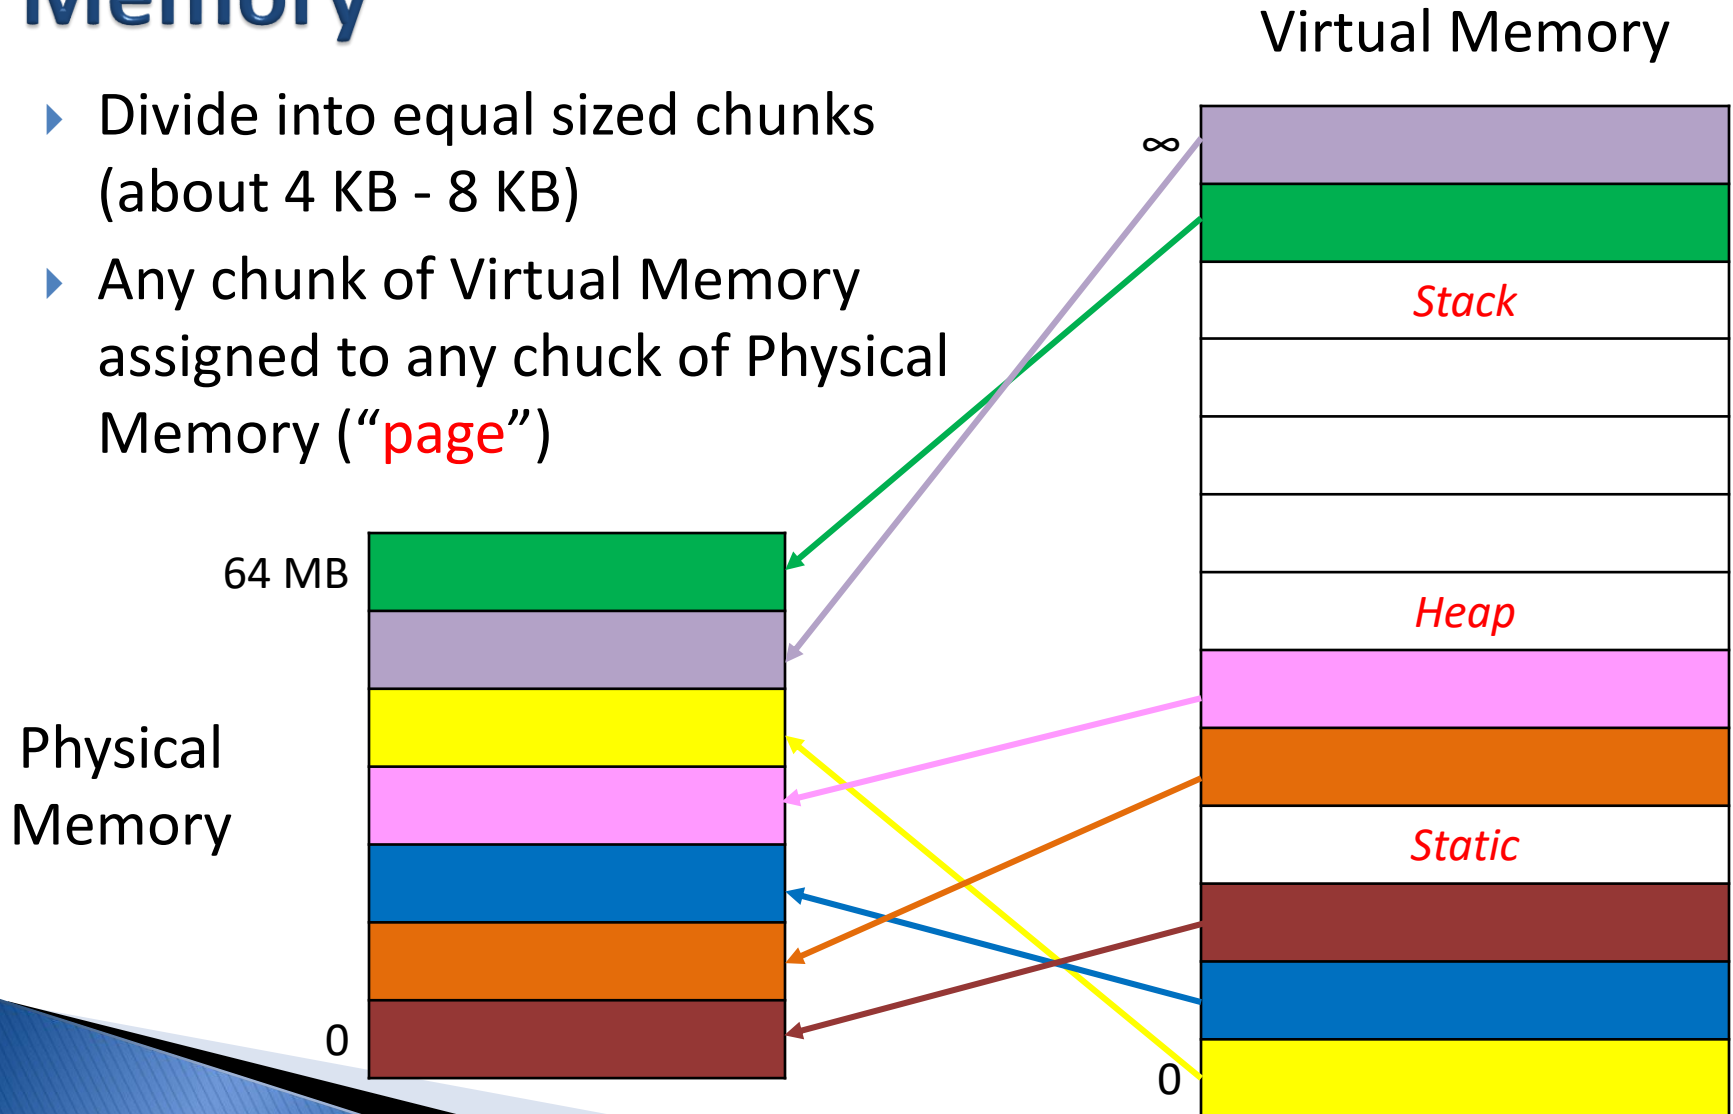 Memory
Virtual Memory
Divide into equal sized chunks
(about 4 KB - 8 KB)
Any chunk of Virtual Memory
assigned to any chuck of Physical
Memory (“page”)
∞
Stack
Heap
Static
0
64 MB
Physical
Memory
0